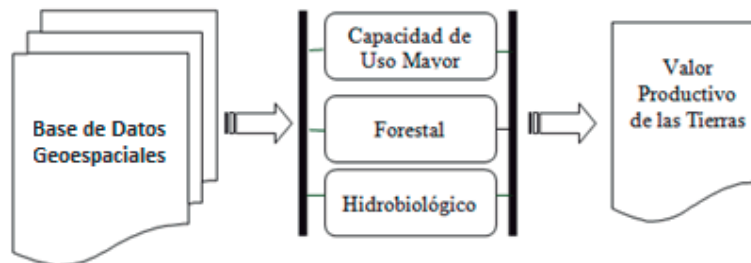 Base de Datos
Geoespaciales
Capacidad de
Uso Mayor
Forestal
Hidrobiológico
Valor
Productivo
de las Tierras